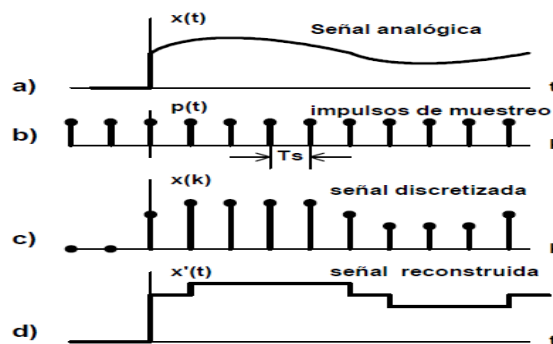 x(t)
Señal analógica
a)
t
p(t)
impulsos de muestreo
b)
Ts
x(k)
señal discretizada
c)
x'(t)
señal reconstruida
d)
t